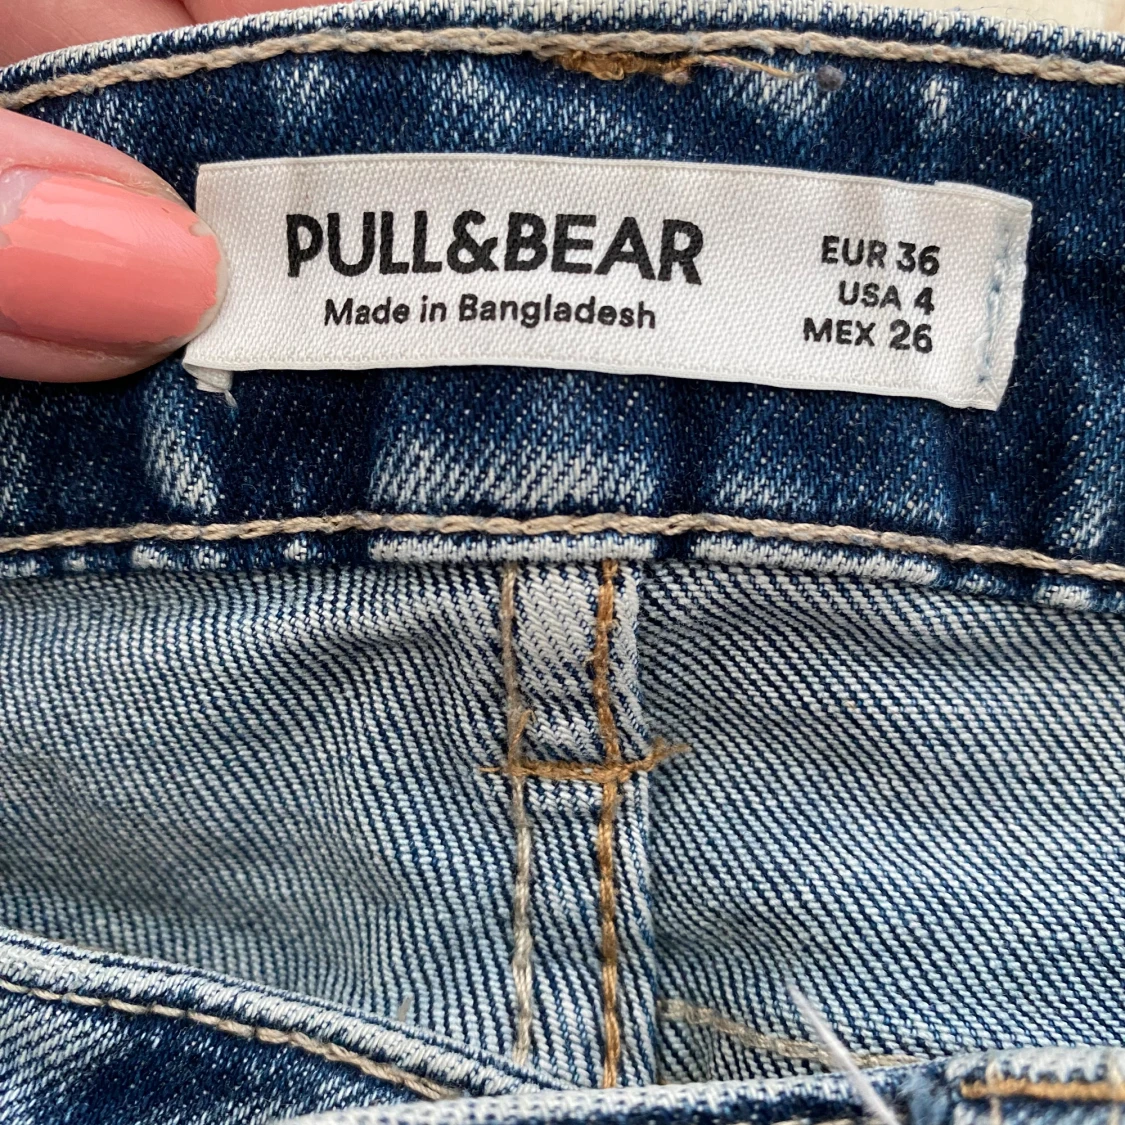 PULL&BEAR
Made in Bangladesh
EUR 36
USA 4
MEX 26